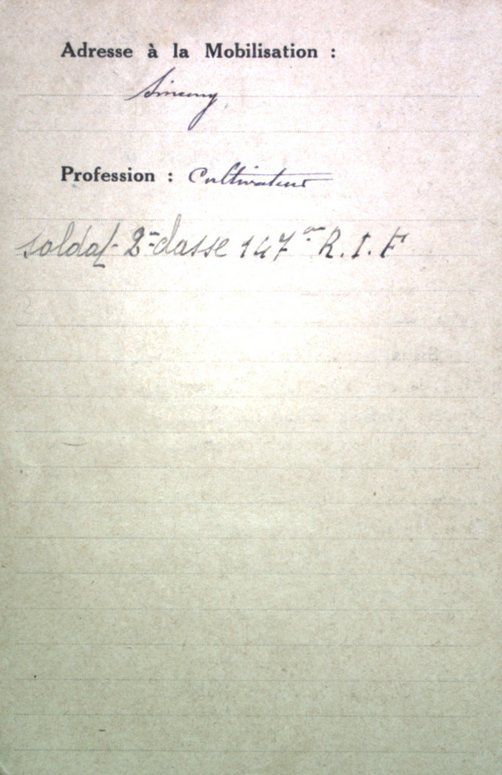 Adresse à la Mobilisation :
Sinceny
Profession : Cultivateur
soldat 2e classe 147e R.I.F